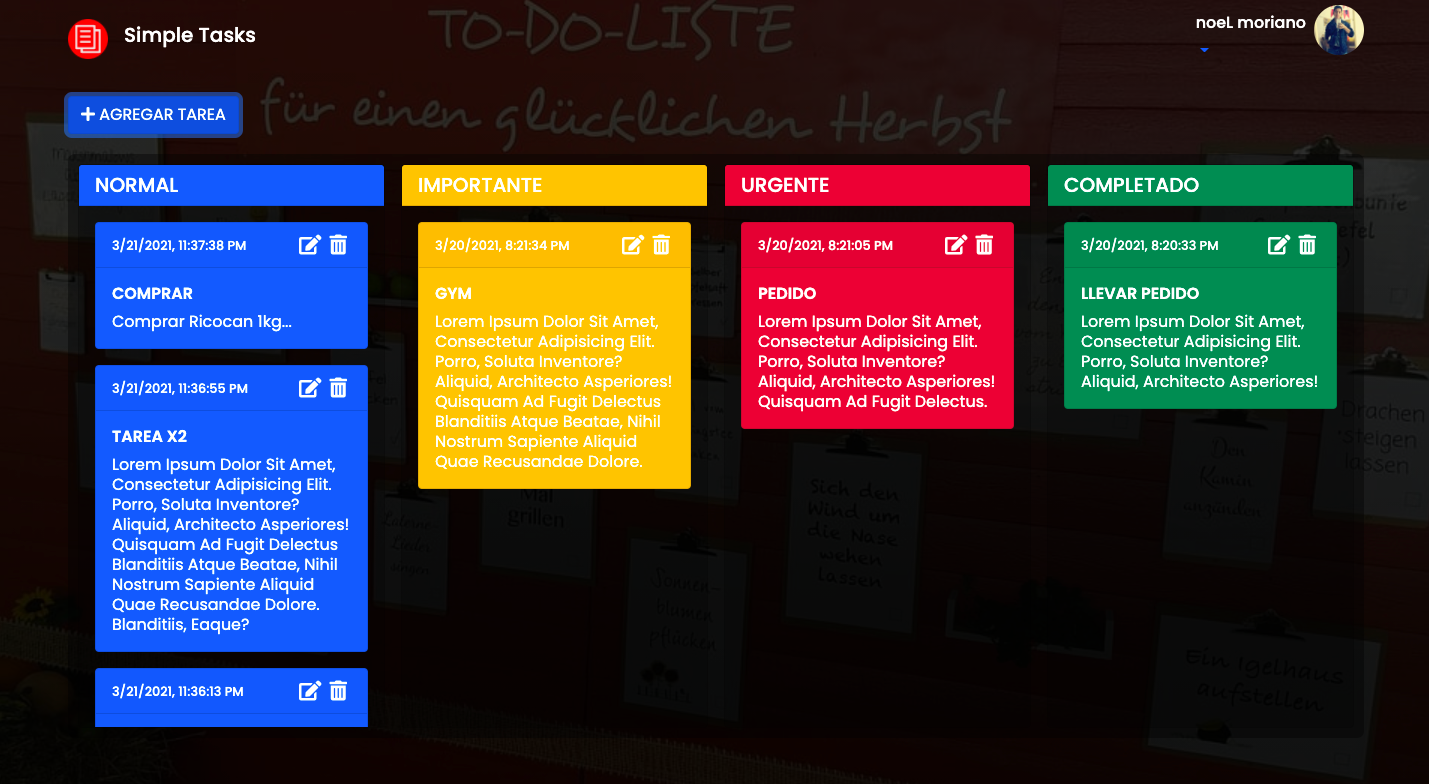 TO-DO-LISTE
für einen glücklichen Herbst
Simple Tasks
noeL moriano
AGREGAR TAREA
NORMAL
3/21/2021, 11:37:38 PM
COMPRAR
Comprar Ricocan 1kg...
3/21/2021, 11:36:55 PM
TAREA X2
Lorem Ipsum Dolor Sit Amet,
Consectetur Adipisicing Elit.
Porro, Soluta Inventore?
Aliquid, Architecto Asperiores!
Quisquam Ad Fugit Delectus
Blanditiis Atque Beatae, Nihil
Nostrum Sapiente Aliquid
Quae Recusandae Dolore.
Blanditiis, Eaque?
3/21/2021, 11:36:13 PM
IMPORTANTE
3/20/2021, 8:21:34 PM
GYM
Lorem Ipsum Dolor Sit Amet,
Consectetur Adipisicing Elit.
Porro, Soluta Inventore?
Aliquid, Architecto Asperiores!
Quisquam Ad Fugit Delectus
Blanditiis Atque Beatae, Nihil
Nostrum Sapiente Aliquid
Quae Recusandae Dolore.
URGENTE
3/20/2021, 8:21:05 PM
PEDIDO
Lorem Ipsum Dolor Sit Amet,
Consectetur Adipisicing Elit.
Porro, Soluta Inventore?
Aliquid, Architecto Asperiores!
Quisquam Ad Fugit Delectus.
COMPLETADO
3/20/2021, 8:20:33 PM
LLEVAR PEDIDO
Lorem Ipsum Dolor Sit Amet,
Consectetur Adipisicing Elit.
Porro, Soluta Inventore?
Aliquid, Architecto Asperiores!
Mal
grillen
Sich den
Wind um
die Nase
wehen
lassen
Sonnen-
blumen
pflücken
Den
Kamin
anzünden
Drachen
steigen
lassen
Ein Igelhaus
aufstellen